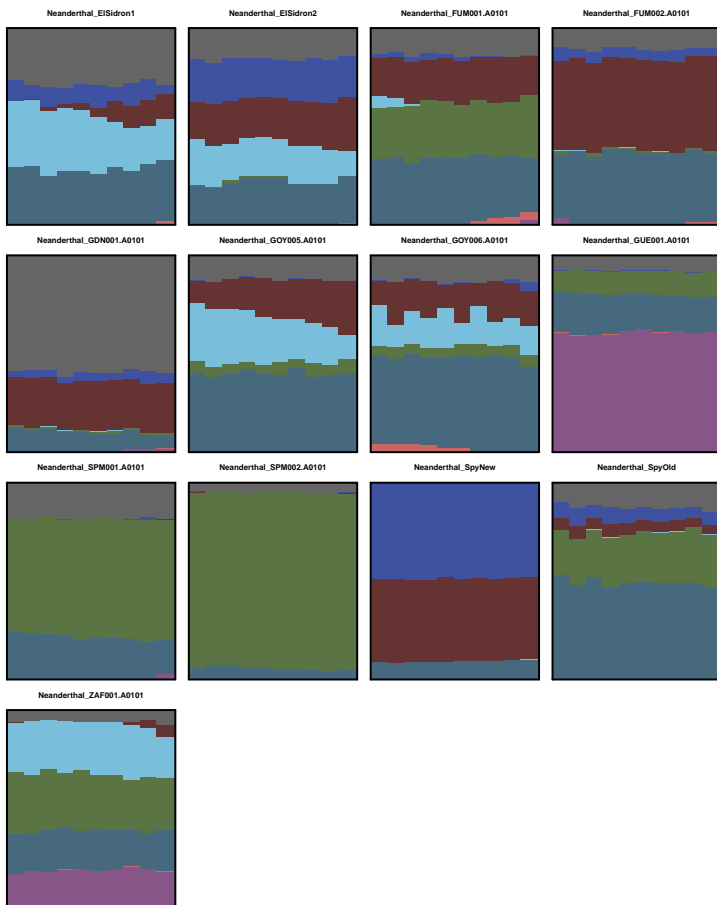 Neanderthal_ElSidron1
Neanderthal_ElSidron2
Neanderthal_FUM001.A0101
Neanderthal_FUM002.A0101
Neanderthal_GDN001.A0101
Neanderthal_GOY005.A0101
Neanderthal_GOY006.A0101
Neanderthal_GUE001.A0101
Neanderthal_SPM001.A0101
Neanderthal_SPM002.A0101
Neanderthal_SpyNew
Neanderthal_SpyOld
Neanderthal_ZAF001.A0101